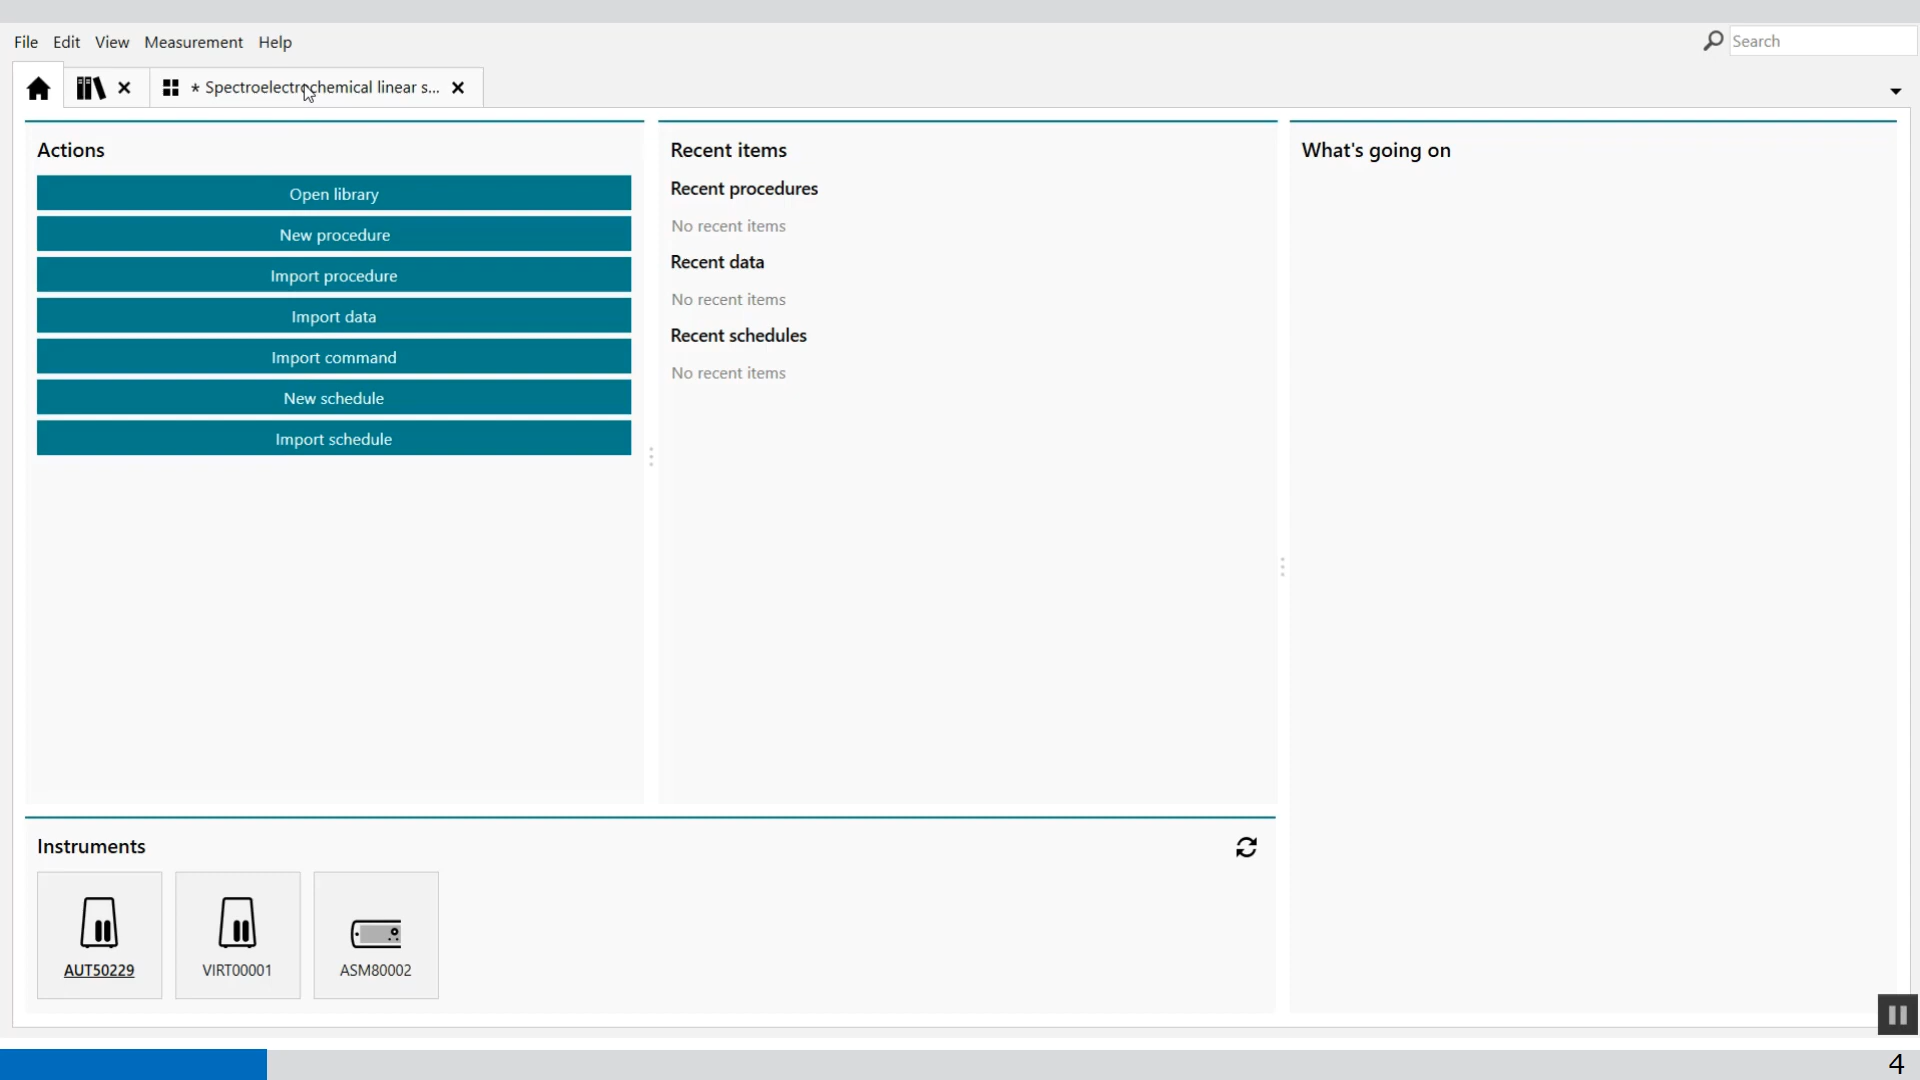 File Edit View Measurement Help
Search
* Spectroelectrochemical linear s...
Actions
Open library
New procedure
Import procedure
Import data
Import command
New schedule
Import schedule
Recent items
Recent procedures
No recent items
Recent data
No recent items
Recent schedules
No recent items
What's going on
Instruments
AUT50229
VIRT00001
ASM80002
4